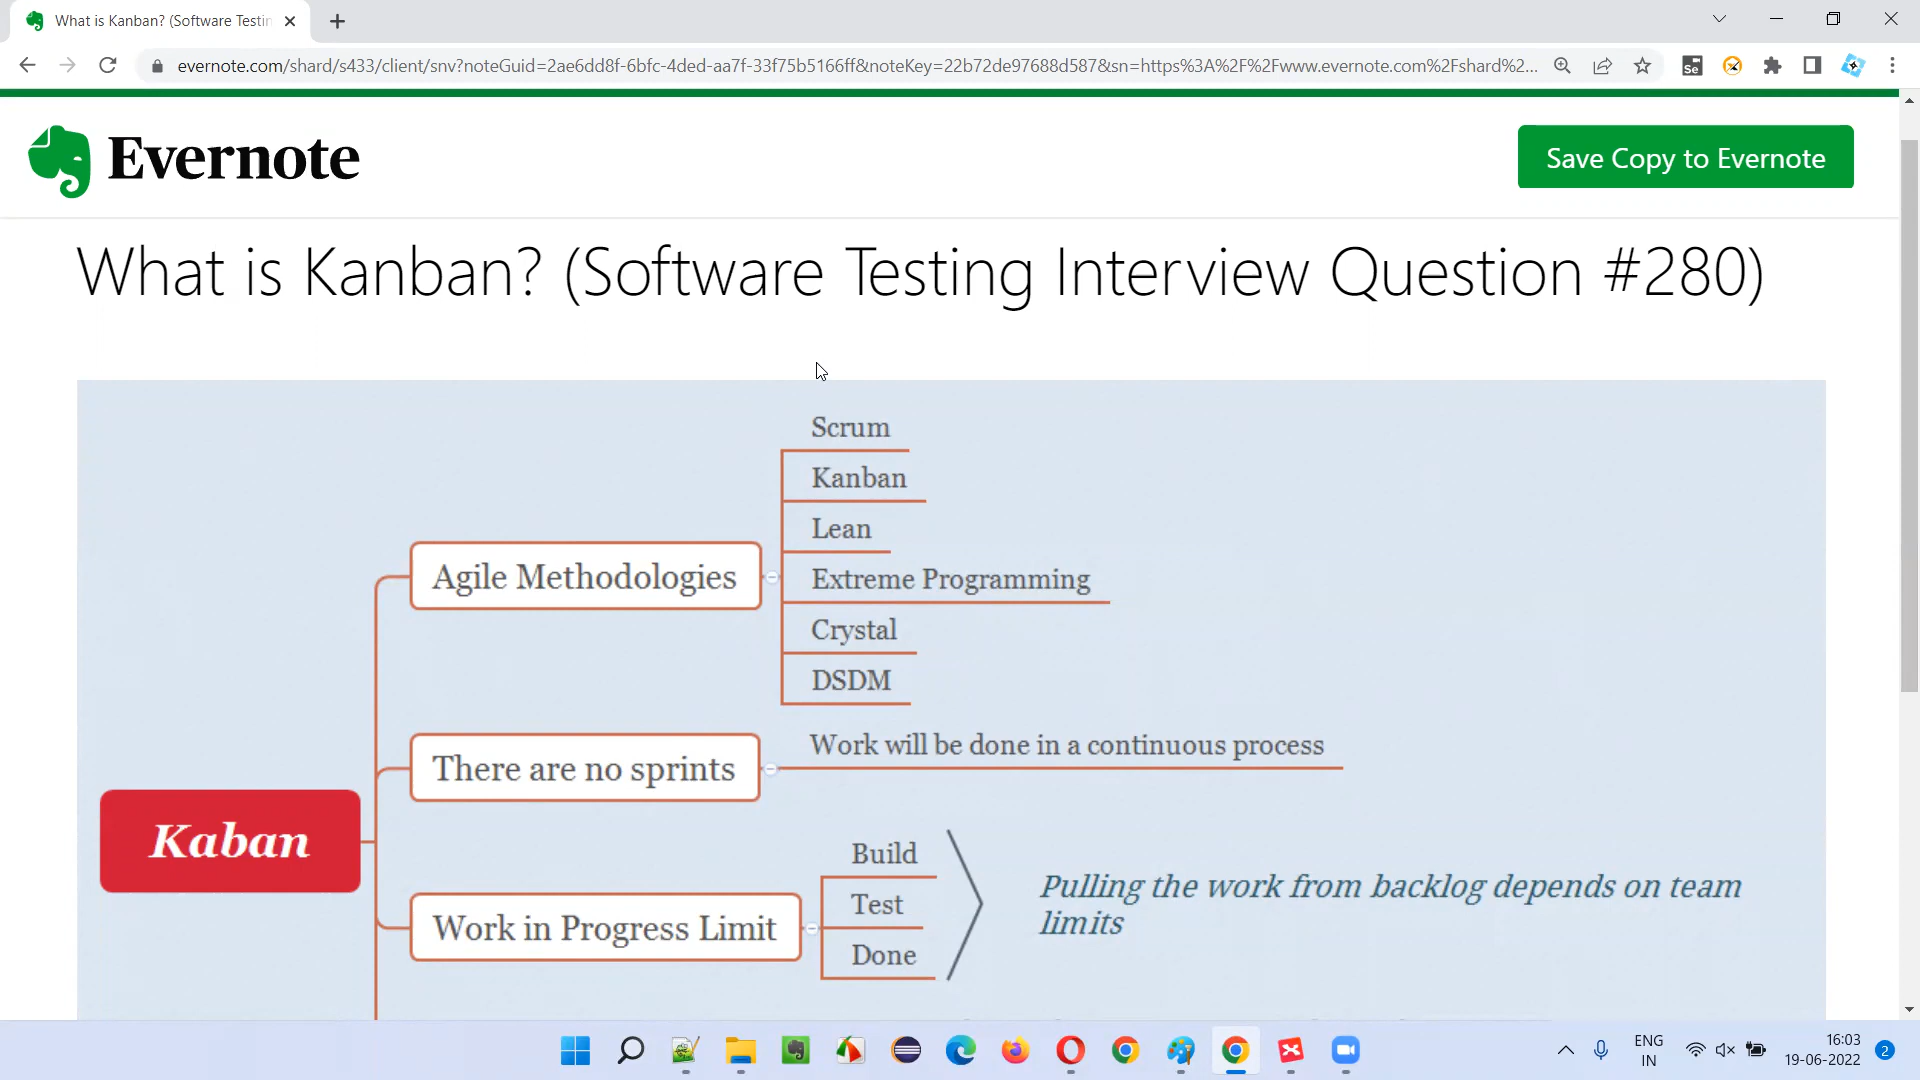 What is Kanban? (Software Testin
evernote.com/shard/s433/client/snv?noteGuid=2ae6dd8f-6bfc-4ded-aa7f-33f75b5166ff&noteKey=22b72de97688d587&sn=https%3A%2F%2Fwww.evernote.com%2Fshard%2...
Se
Evernote
Save Copy to Evernote
What is Kanban? (Software Testing Interview Question #280)
Scrum
Kanban
Lean
Agile Methodologies
Extreme Programming
Crystal
DSDM
There are no sprints
Work will be done in a continuous process
Kaban
Work in Progress Limit
Build
Test
Done
Pulling the work from backlog depends on team
limits
ENG
IN
16:03
19-06-2022
2